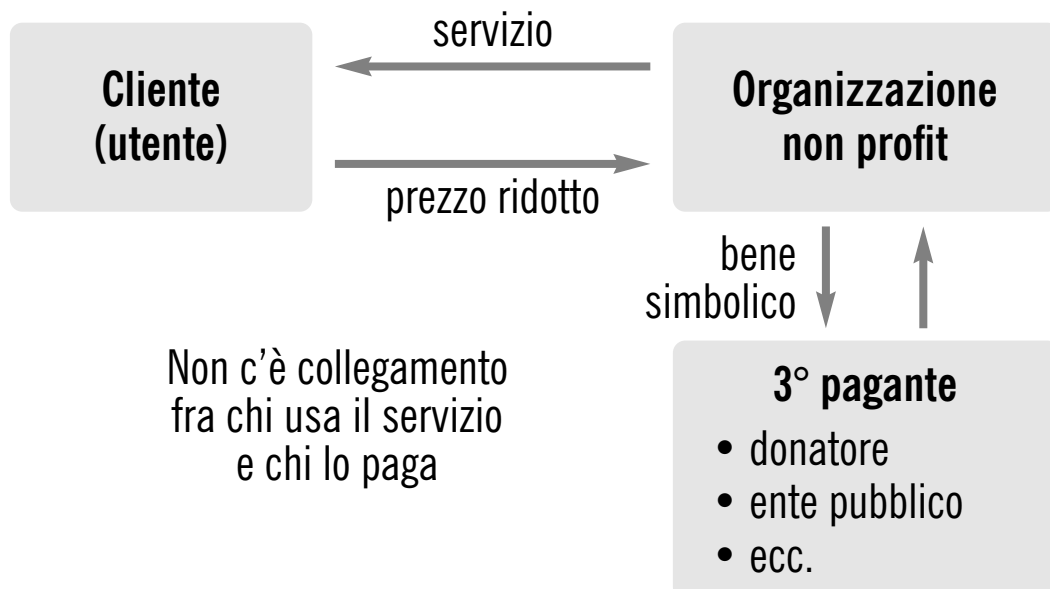 servizio
Cliente
(utente)
Organizzazione
non profit
prezzo ridotto
bene
simbolico
Non c’è collegamento
fra chi usa il servizio
e chi lo paga
3° pagante
• donatore
• ente pubblico
• ecc.